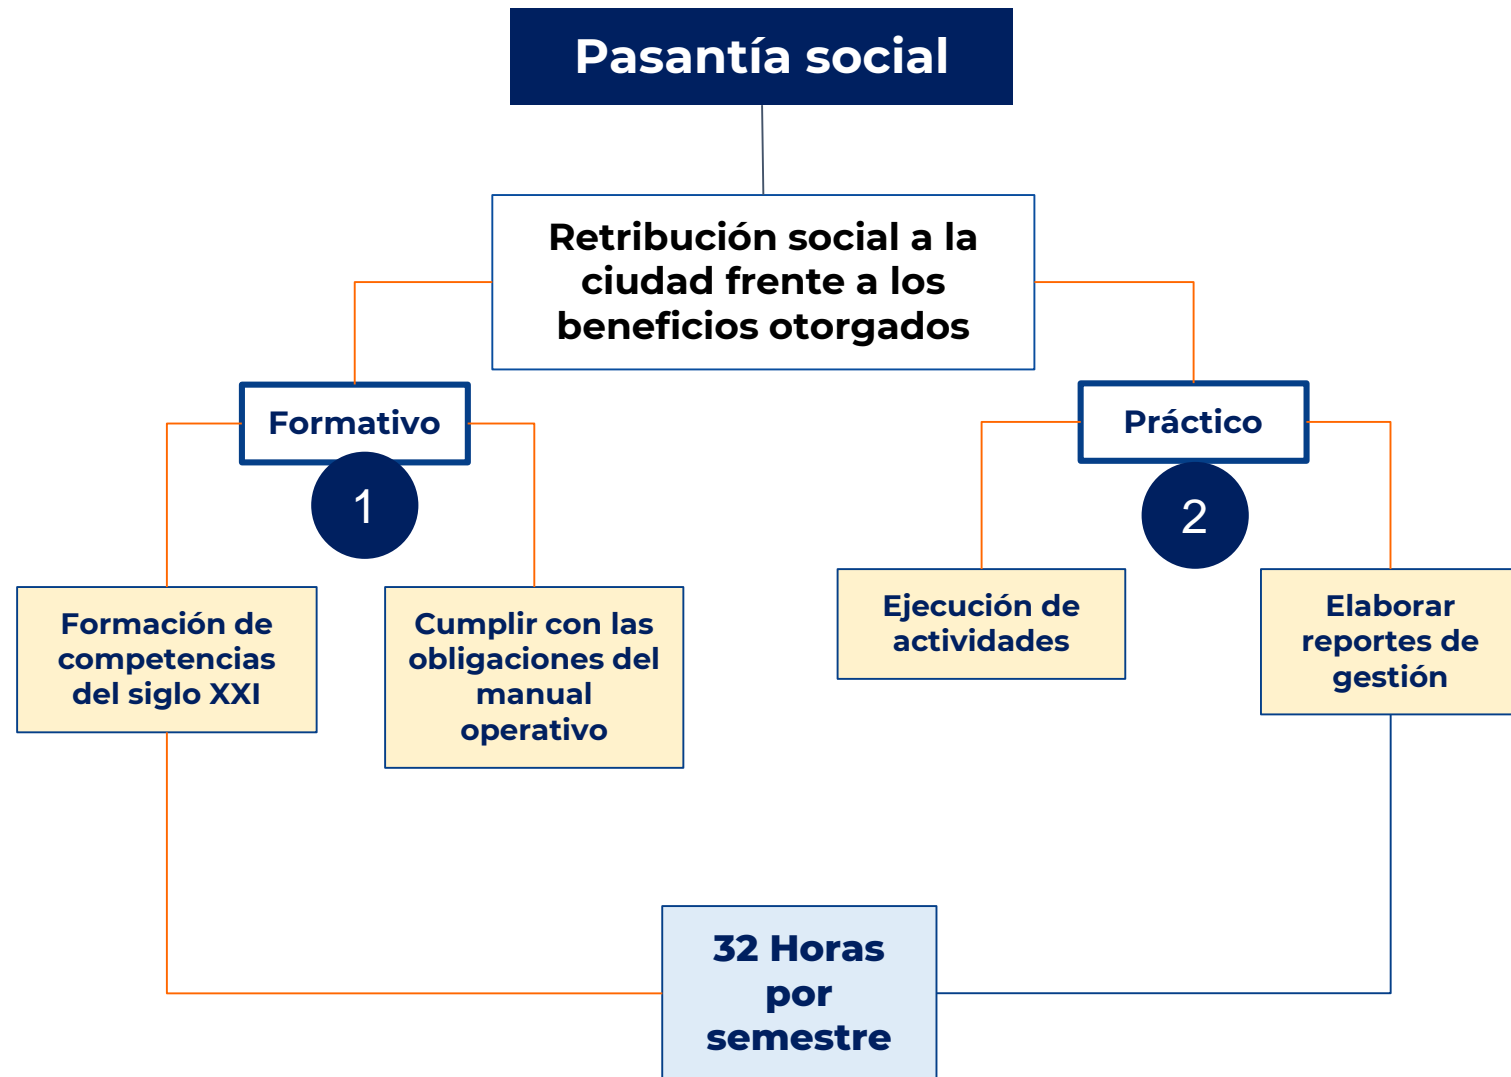 Pasantía social
Retribución social a la
ciudad frente a los
beneficios otorgados
Formativo
1
Práctico
2
Formación de
competencias
del siglo XXI
Cumplir con las
obligaciones del
manual
operativo
Ejecución de
actividades
Elaborar
reportes de
gestión
32 Horas
por
semestre